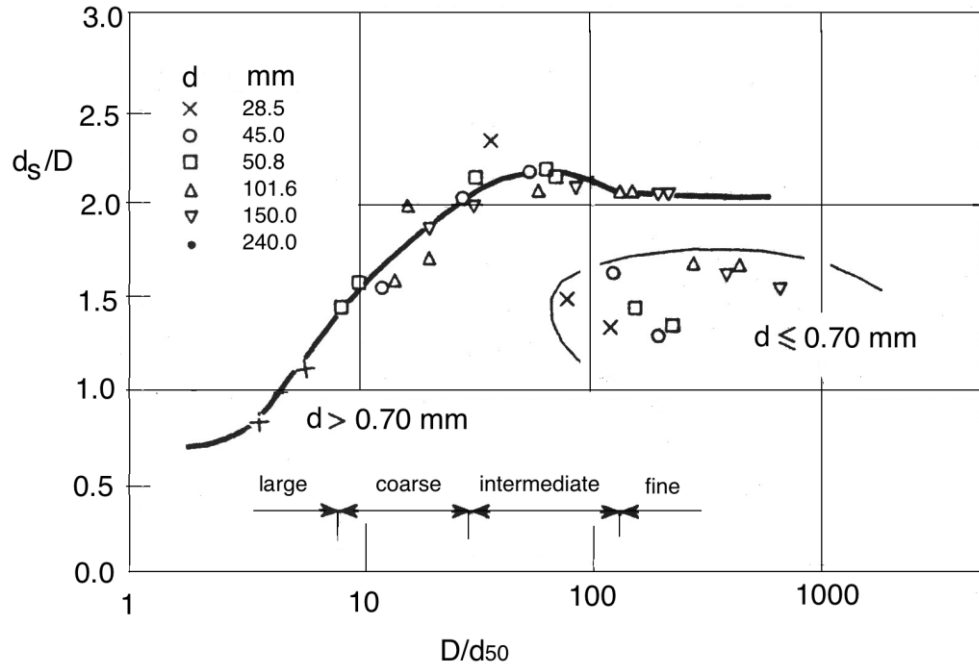 3.0
2.5
dS/D
2.0
1.5
1.0
0.5
0.0
d mm
28.5
45.0
50.8
101.6
150.0
240.0
d ⩽ 0.70 mm
d > 0.70 mm
large coarse intermediate fine
1 10 100 1000
D/d50